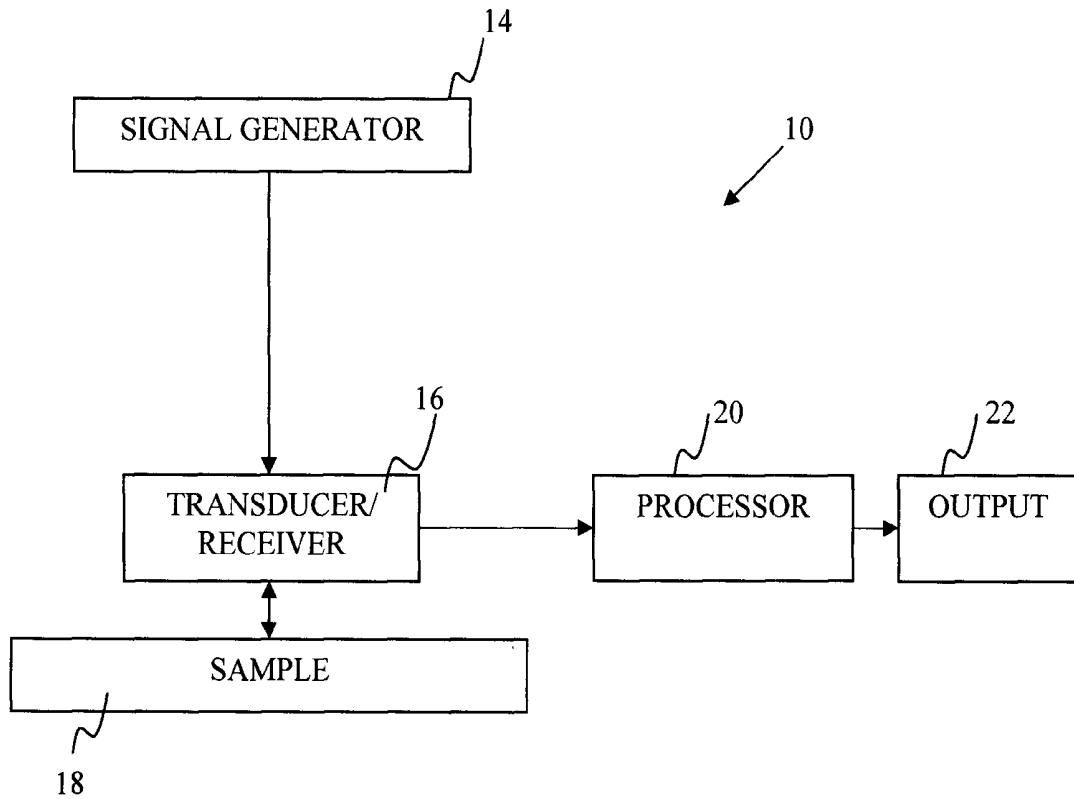 14
SIGNAL GENERATOR
10
16
20
22
TRANSDUCER/
RECEIVER
PROCESSOR
OUTPUT
SAMPLE
18